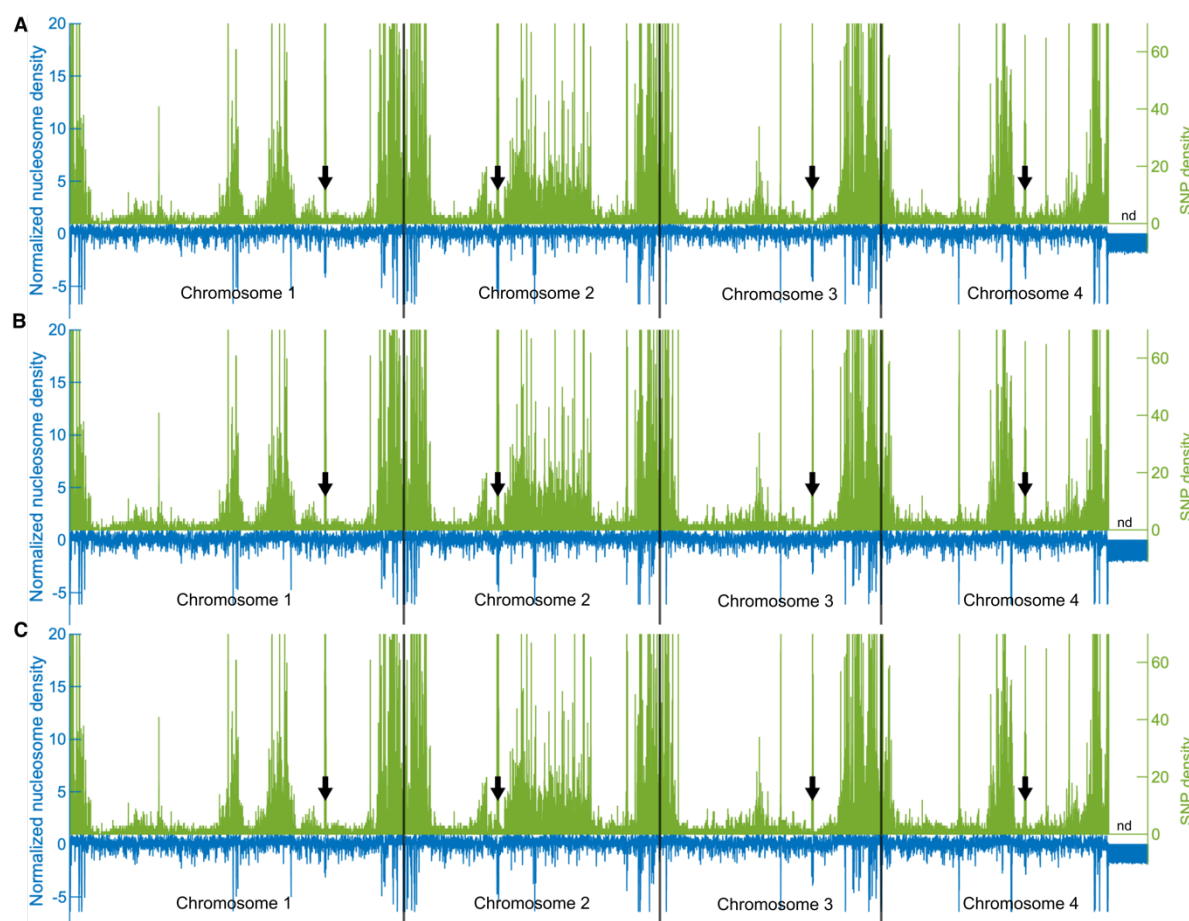 A
Normalized nucleosome density
20
15
10
5
0
-5
60
40
20
0
SNP density
nd
Chromosome 1
Chromosome 2
Chromosome 3
Chromosome 4
B
Normalized nucleosome density
20
15
10
5
0
-5
60
40
20
0
SNP density
nd
Chromosome 1
Chromosome 2
Chromosome 3
Chromosome 4
C
Normalized nucleosome density
20
15
10
5
0
-5
60
40
20
0
SNP density
nd
Chromosome 1
Chromosome 2
Chromosome 3
Chromosome 4